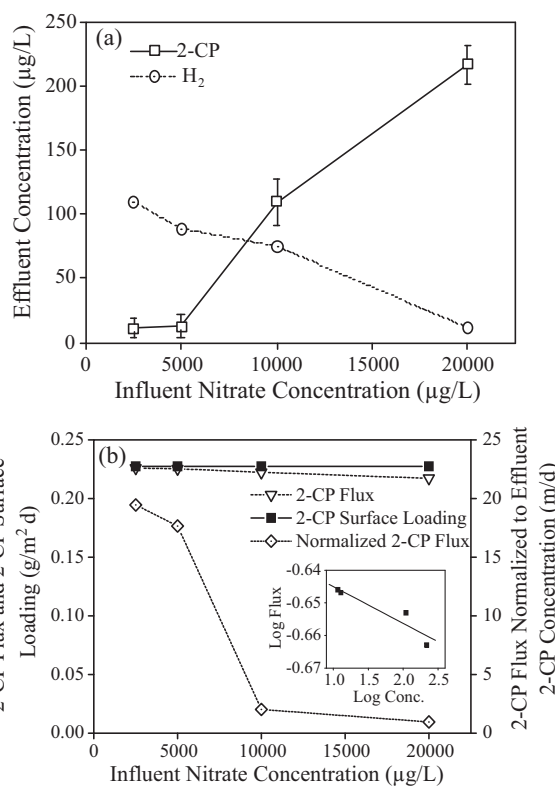 (a)
2-CP
H2
250
200
150
100
50
0
Effluent Concentration (µg/L)
0 5000 10000 15000 20000
Influent Nitrate Concentration (µg/L)
(b)
0.25
0.20
0.15
0.10
0.05
0.00
Loading (g/m2 d)
25
20
15
10
5
0
2-CP Flux Normalized to Effluent
2-CP Concentration (m/d)
2-CP Flux
2-CP Surface Loading
Normalized 2-CP Flux
-0.64
-0.65
-0.66
-0.67
Log Flux
1.0 1.5 2.0 2.5
Log Conc.
0 5000 10000 15000 20000
Influent Nitrate Concentration (µg/L)